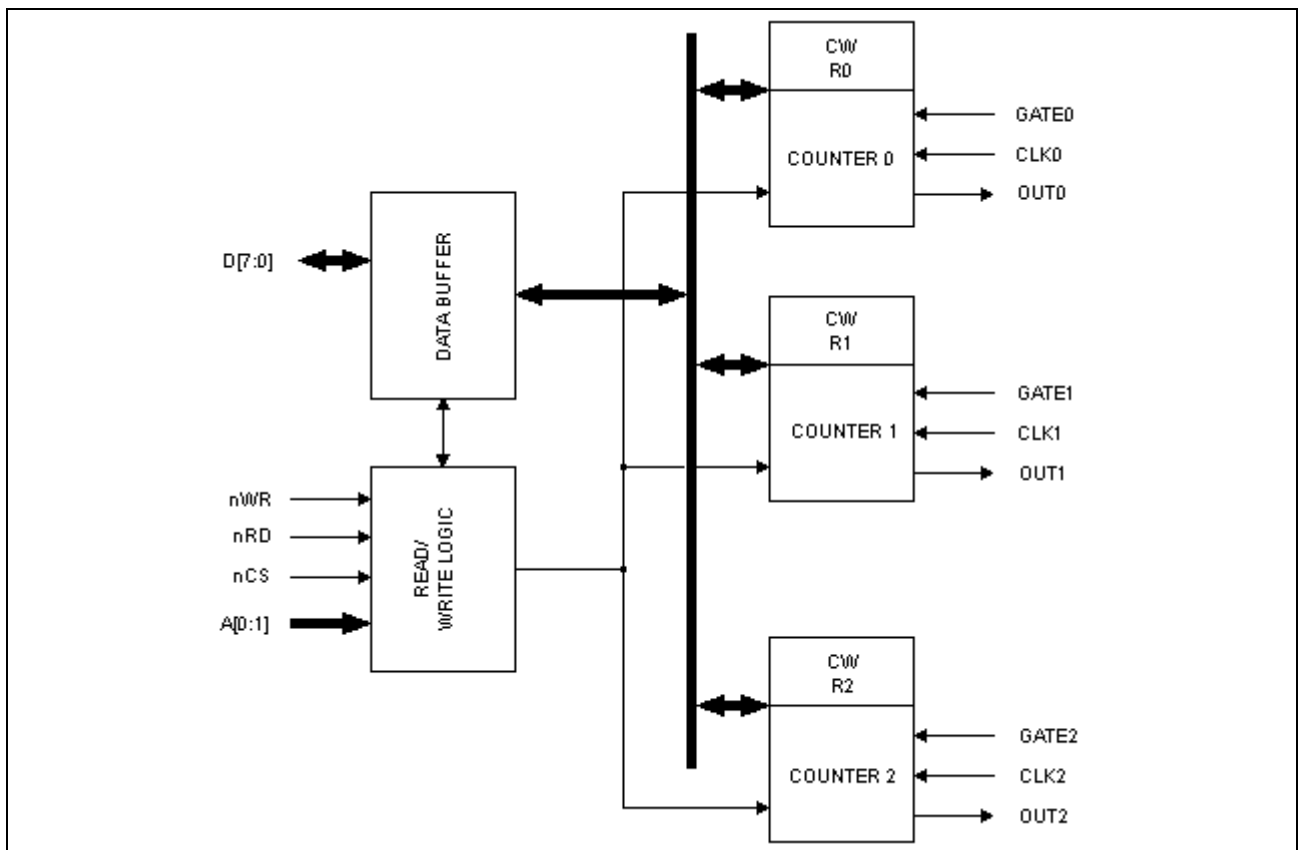 CW
R0
COUNTER 0
GATE0
CLK0
OUT0
D[7:0]
DATA BUFFER
CW
R1
COUNTER 1
GATE1
CLK1
OUT1
nWR
nRD
nCS
A[0:1]
READ/
WRITE LOGIC
CW
R2
COUNTER 2
GATE2
CLK2
OUT2